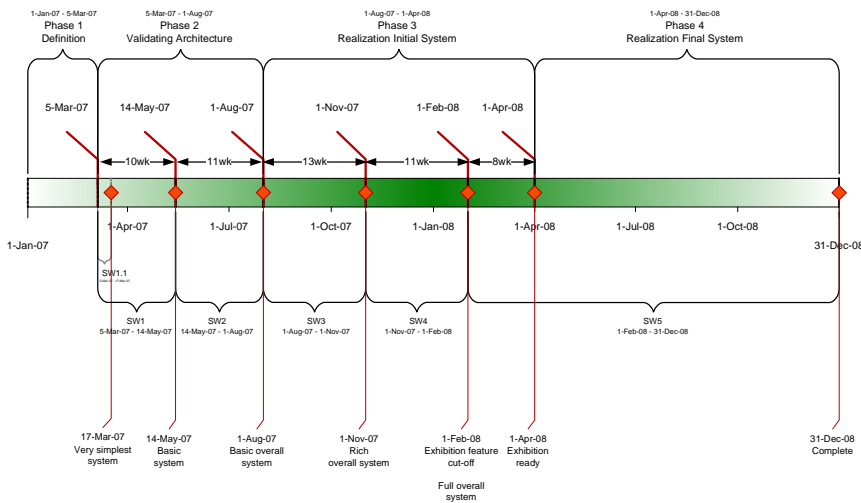 1-Jan-07 - 5-Mar-07
Phase 1
Definition
5-Mar-07 - 1-Aug-07
Phase 2
Validating Architecture
1-Aug-07 - 1-Apr-08
Phase 3
Realization Initial System
1-Apr-08 - 31-Dec-08
Phase 4
Realization Final System
5-Mar-07
14-May-07
1-Aug-07
1-Nov-07
1-Feb-08
1-Apr-08
10wk
11wk
13wk
11wk
8wk
1-Apr-07
1-Jul-07
1-Oct-07
1-Jan-08
1-Apr-08
1-Jul-08
1-Oct-08
1-Jan-07
31-Dec-08
SW1.1
5-Mar-07 - 17-Mar-07
SW1
5-Mar-07 - 14-May-07
SW2
14-May-07 - 1-Aug-07
SW3
1-Aug-07 - 1-Nov-07
SW4
1-Nov-07 - 1-Feb-08
SW5
1-Feb-08 - 31-Dec-08
17-Mar-07
Very simplest
system
14-May-07
Basic
system
1-Aug-07
Basic overall
system
1-Nov-07
Rich
overall system
1-Feb-08
Exhibition feature
cut-off
Full overall
system
1-Apr-08
Exhibition
ready
31-Dec-08
Complete